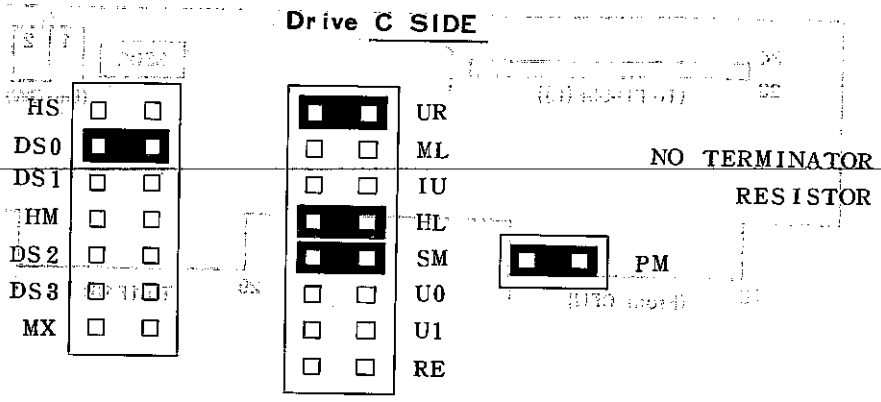 Drive C SIDE
HS
DS0
DS1
HM
DS2
DS3
MX
UR
ML
IU
HL
SM
U0
U1
RE
PM
NO TERMINATOR
RESISTOR